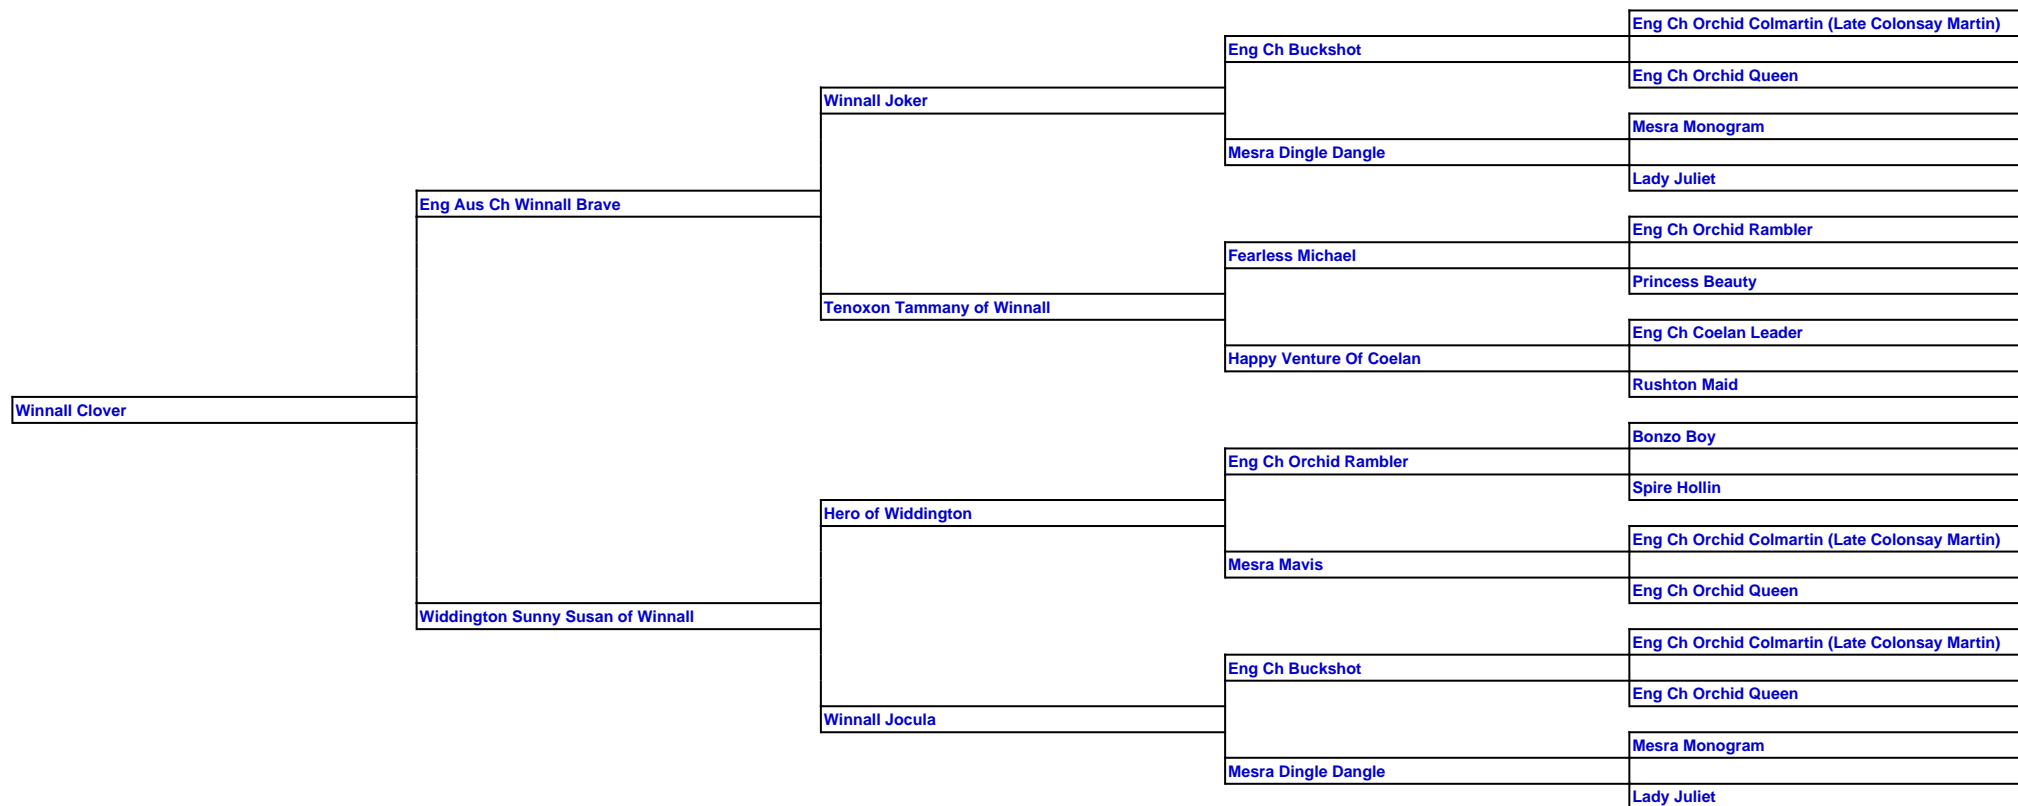 Eng Ch Orchid Colmartin (Late Colonsay Martin)
Eng Ch Buckshot
Eng Ch Orchid Queen
Winnall Joker
Mesra Monogram
Mesra Dingle Dangle
Lady Juliet
Eng Aus Ch Winnall Brave
Eng Ch Orchid Rambler
Fearless Michael
Princess Beauty
Tenoxon Tammany of Winnall
Eng Ch Coelan Leader
Happy Venture Of Coelan
Rushton Maid
Winnall Clover
Bonzo Boy
Eng Ch Orchid Rambler
Spire Hollin
Hero of Widdington
Eng Ch Orchid Colmartin (Late Colonsay Martin)
Mesra Mavis
Eng Ch Orchid Queen
Widdington Sunny Susan of Winnall
Eng Ch Orchid Colmartin (Late Colonsay Martin)
Eng Ch Buckshot
Eng Ch Orchid Queen
Winnall Jocula
Mesra Monogram
Mesra Dingle Dangle
Lady Juliet